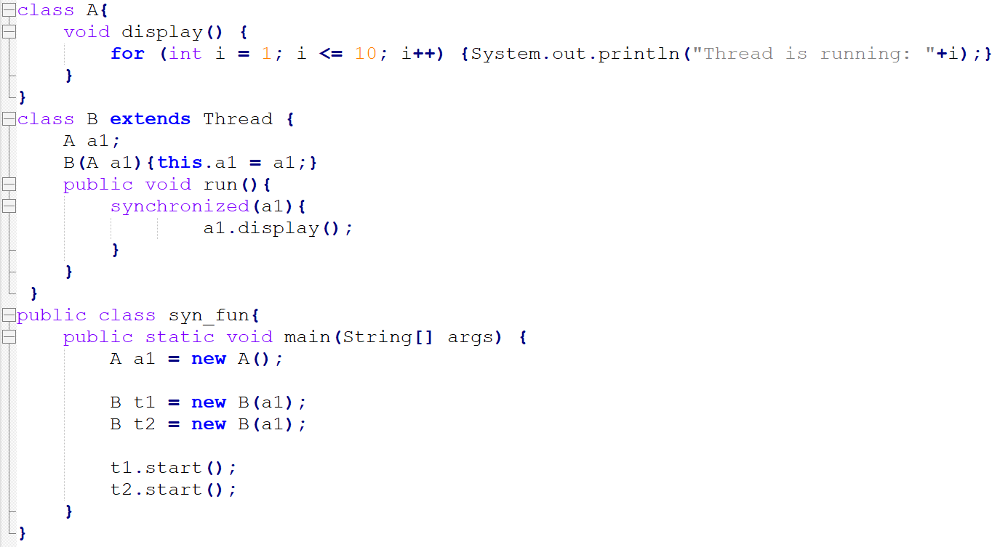 class A{
    void display() {
        for (int i = 1; i <= 10; i++) {System.out.println("Thread is running: "+i);}
    }
}
class B extends Thread {
    A a1;
    B(A a1){this.a1 = a1;}
    public void run(){
        synchronized(a1){
                a1.display();
        }
    }
 }
public class syn_fun{
    public static void main(String[] args) {
        A a1 = new A();

        B t1 = new B(a1);
        B t2 = new B(a1);

        t1.start();
        t2.start();
    }
}